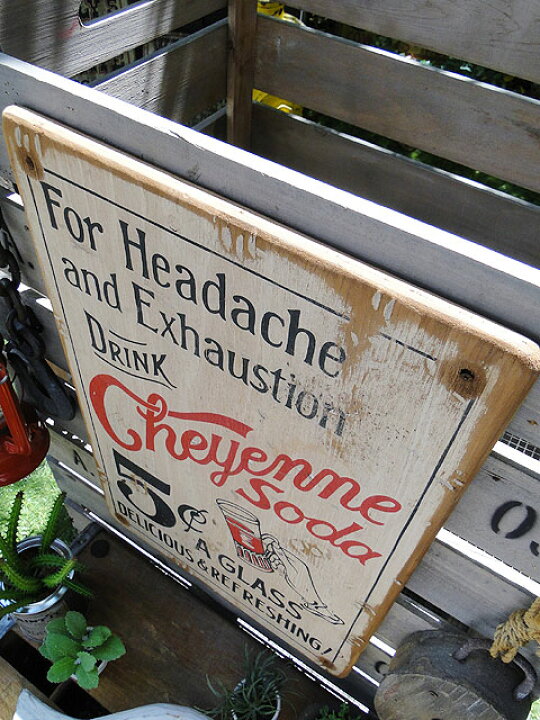 For Headache
and Exhaustion
DRINK
Cheyenne
Soda
5¢
A GLASS
DELICIOUS & REFRESHING!